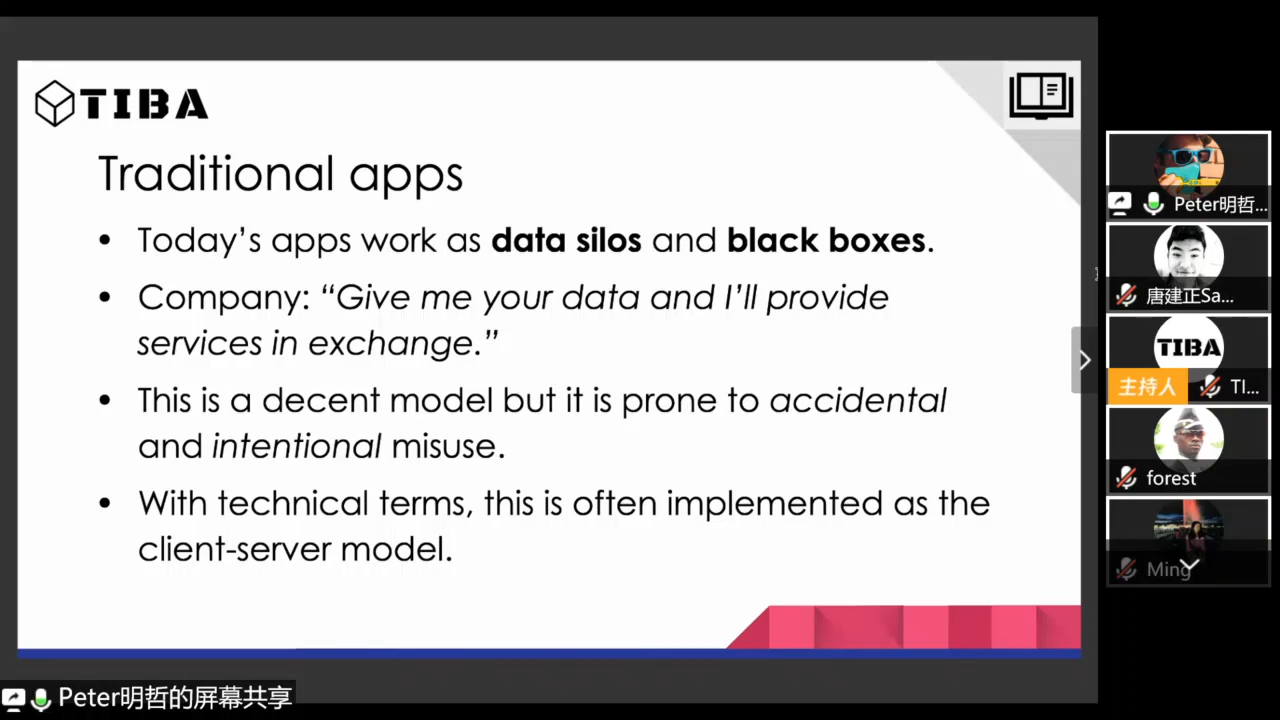 TIBA
Traditional apps
• Today’s apps work as data silos and black boxes.
• Company: “Give me your data and I’ll provide
services in exchange.”
• This is a decent model but it is prone to accidental
and intentional misuse.
• With technical terms, this is often implemented as the
client-server model.
Peter明哲...
唐建正Sa...
TIBA
主持人 TI...
forest
Ming
Peter明哲的屏幕共享